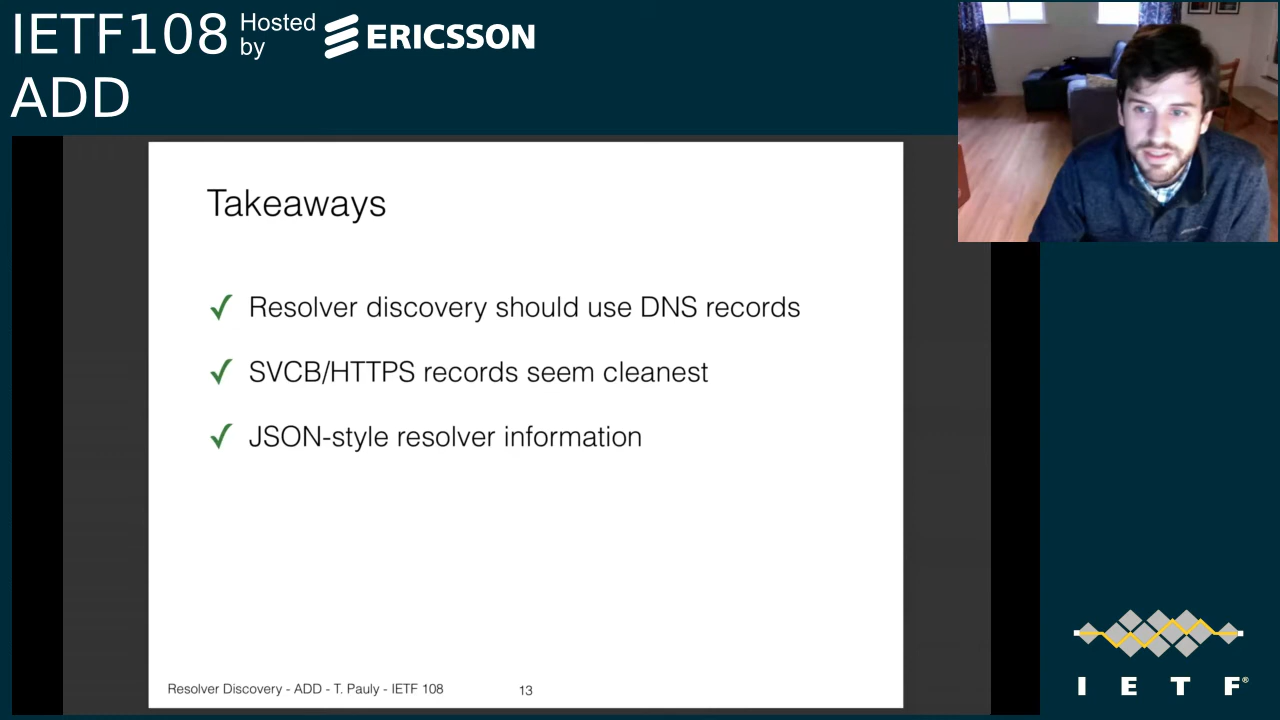 IETF108 Hosted by ERICSSON
ADD
Takeaways
✓ Resolver discovery should use DNS records
✓ SVCB/HTTPS records seem cleanest
✓ JSON-style resolver information
Resolver Discovery - ADD - T. Pauly - IETF 108 13
I E T F®